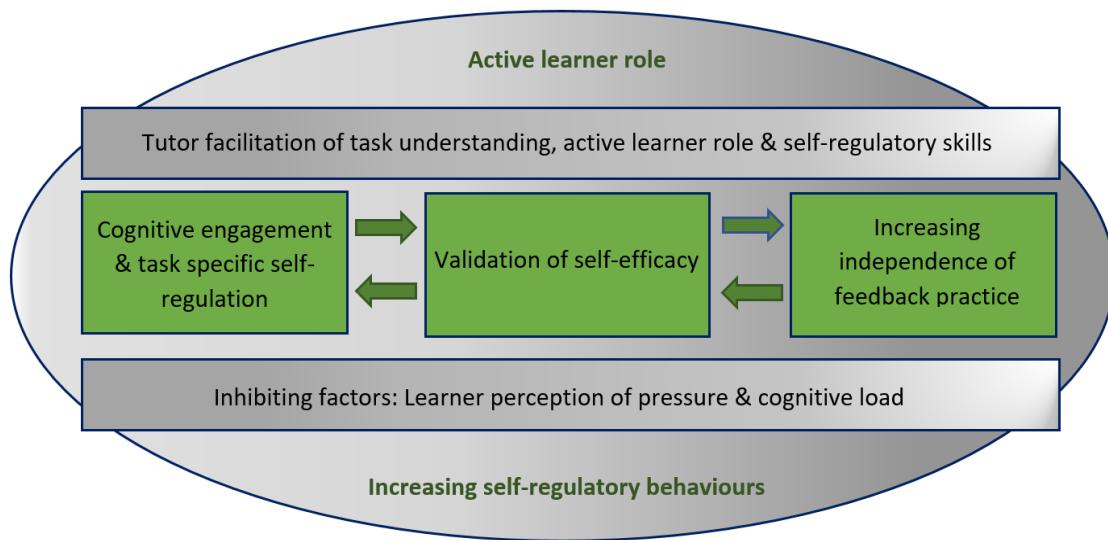 Active learner role
Tutor facilitation of task understanding, active learner role & self-regulatory skills
Cognitive engagement
& task specific self-
regulation
Validation of self-efficacy
Increasing
independence of
feedback practice
Inhibiting factors: Learner perception of pressure & cognitive load
Increasing self-regulatory behaviours